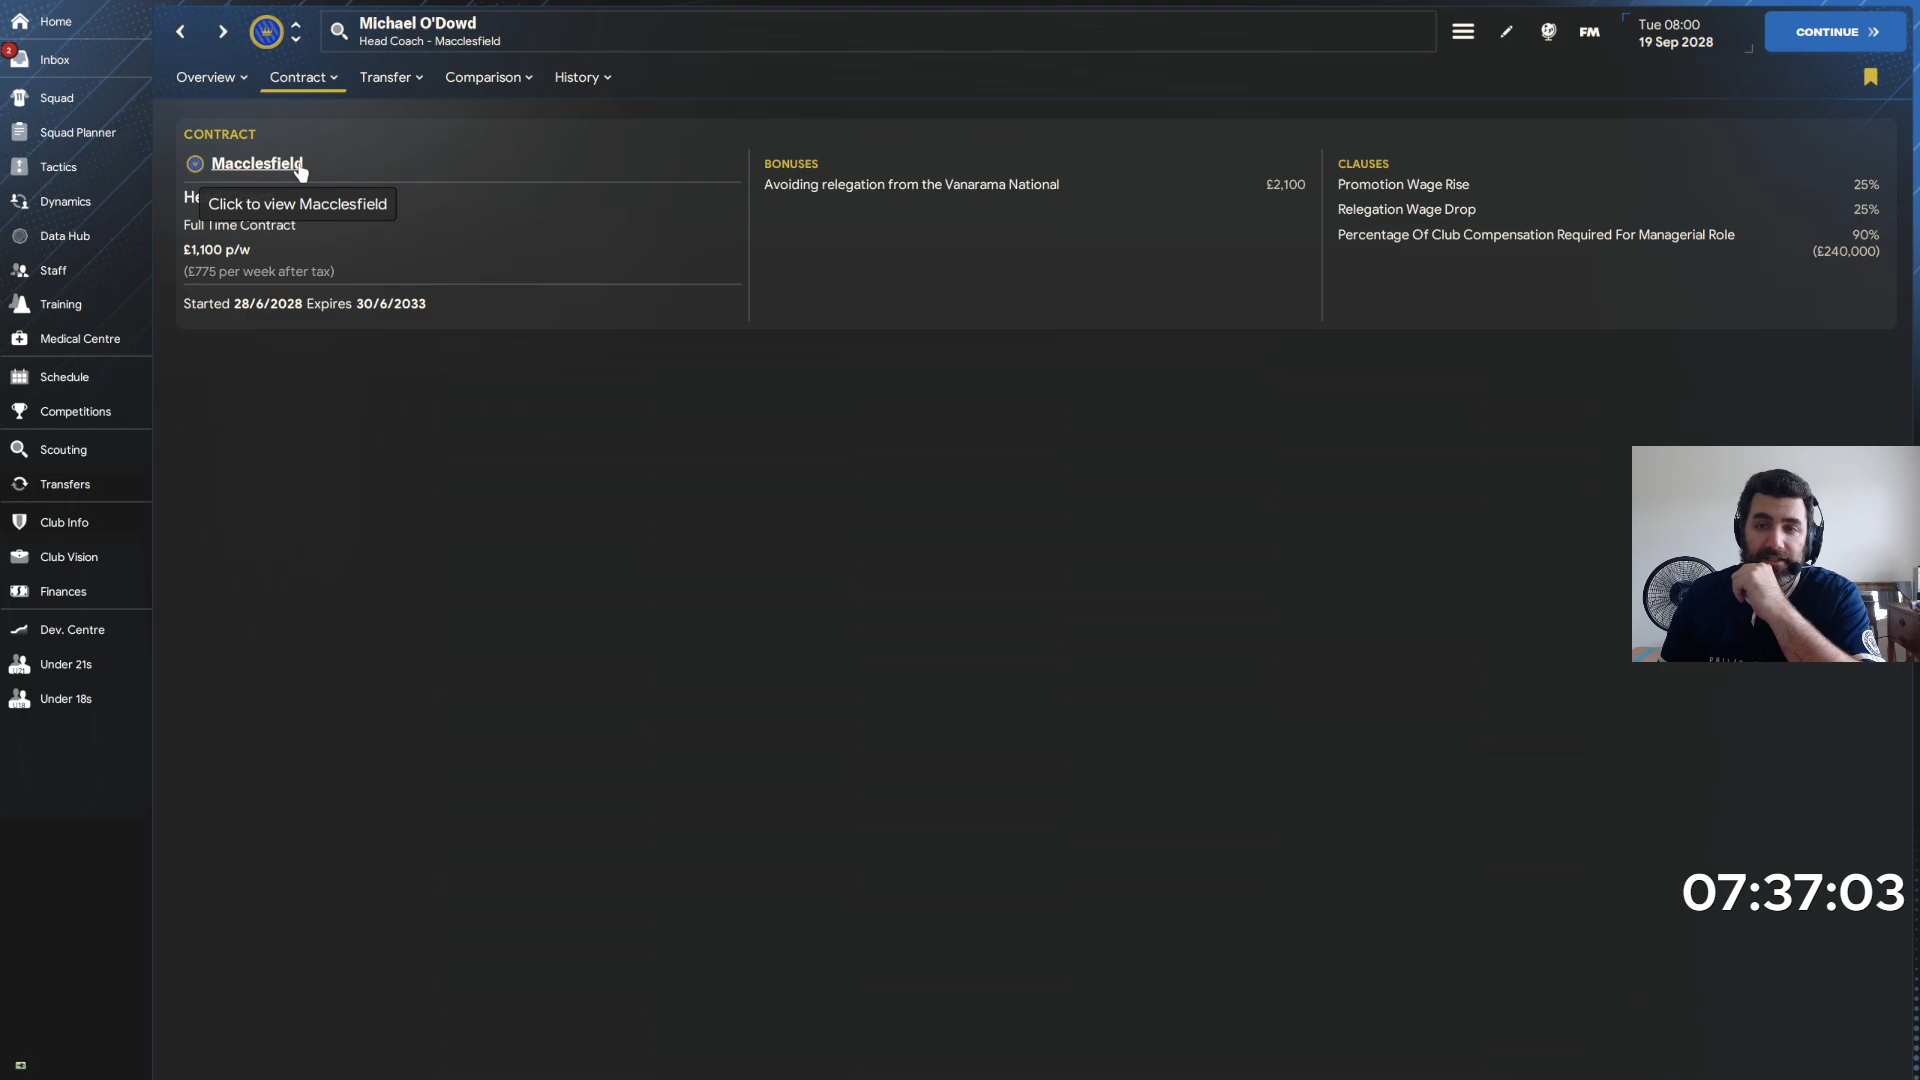 Home
2
Inbox
Squad
Squad Planner
Tactics
Dynamics
Data Hub
Staff
Training
Medical Centre
Schedule
Competitions
Scouting
Transfers
Club Info
Club Vision
Finances
Dev. Centre
Under 21s
Under 18s
Michael O'Dowd
Head Coach - Macclesfield
FM
Tue 08:00
19 Sep 2028
CONTINUE
Overview
Contract
Transfer
Comparison
History
CONTRACT
Macclesfield
He
Click to view Macclesfield
Full Time Contract
£1,100 p/w
(£775 per week after tax)
Started 28/6/2028 Expires 30/6/2033
BONUSES
Avoiding relegation from the Vanarama National £2,100
CLAUSES
Promotion Wage Rise 25%
Relegation Wage Drop 25%
Percentage Of Club Compensation Required For Managerial Role 90%
(£240,000)
07:37:03